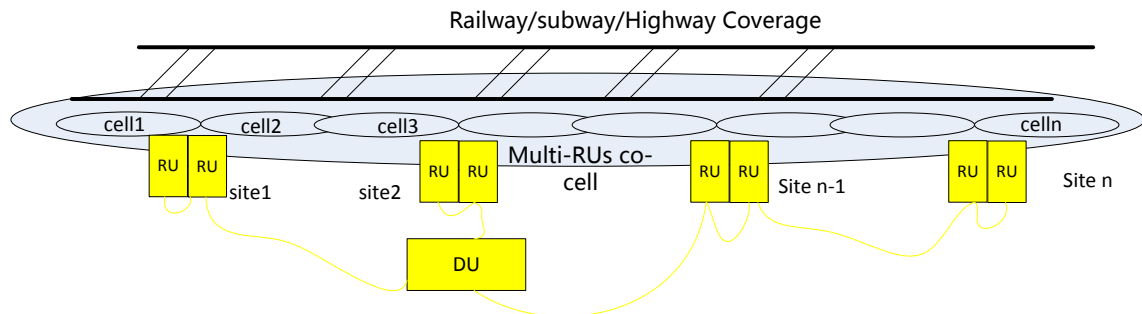 Railway/subway/Highway Coverage
cell1
cell2
cell3
celln
Multi-RUs co-
cell
RU
RU
site1
site2
RU
RU
RU
RU
Site n-1
RU
RU
Site n
DU